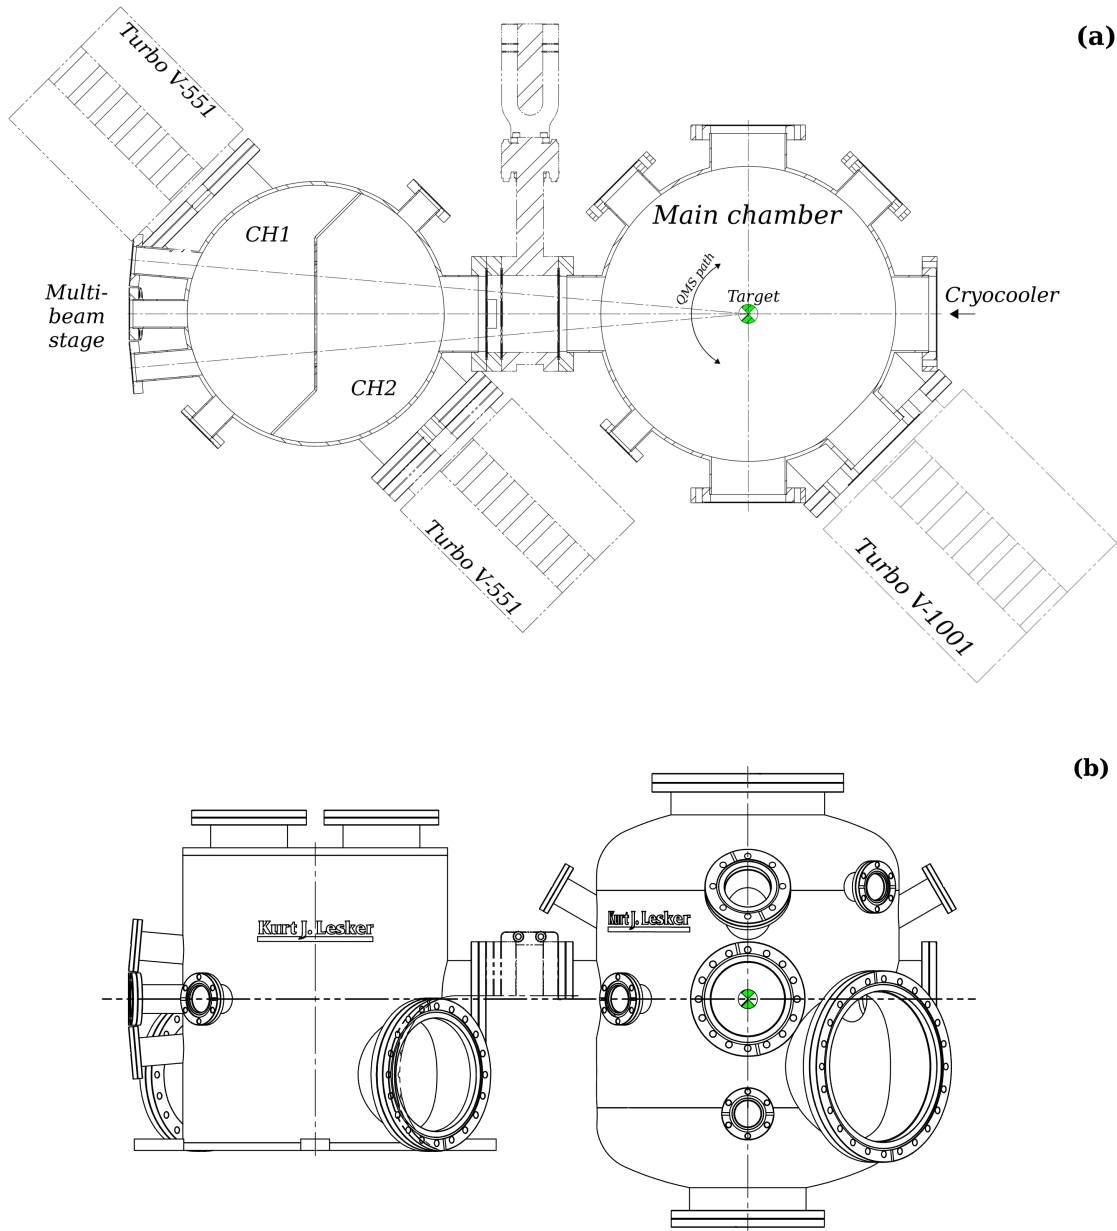 (a)
Turbo V-551
CH1
Main chamber
QMS path
Target
Multi-
beam
stage
Cryocooler
CH2
Turbo V-551
Turbo V-1001
(b)
Kurt J. Lesker
Kurt J. Lesker